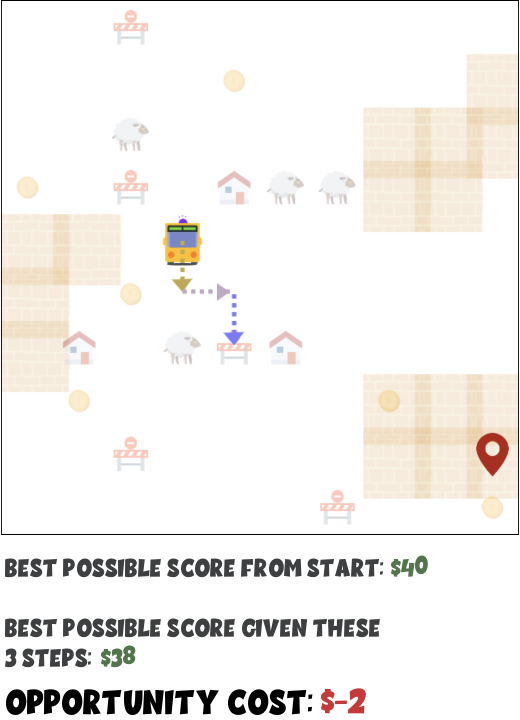 BEST POSSIBLE SCORE FROM START: $40
BEST POSSIBLE SCORE GIVEN THESE
3 STEPS: $38
OPPORTUNITY COST: $-2